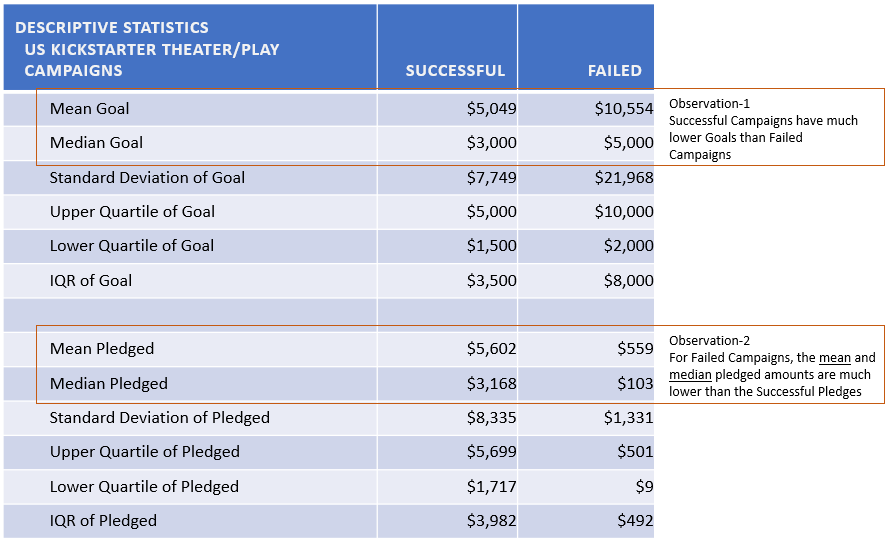 DESCRIPTIVE STATISTICS
US KICKSTARTER THEATER/PLAY
CAMPAIGNS SUCCESSFUL FAILED
Mean Goal $5,049 $10,554
Median Goal $3,000 $5,000
Observation-1
Successful Campaigns have much
lower Goals than Failed
Campaigns
Standard Deviation of Goal $7,749 $21,968
Upper Quartile of Goal $5,000 $10,000
Lower Quartile of Goal $1,500 $2,000
IQR of Goal $3,500 $8,000
Mean Pledged $5,602 $559
Median Pledged $3,168 $103
Observation-2
For Failed Campaigns, the mean and
median pledged amounts are much
lower than the Successful Pledges
Standard Deviation of Pledged $8,335 $1,331
Upper Quartile of Pledged $5,699 $501
Lower Quartile of Pledged $1,717 $9
IQR of Pledged $3,982 $492